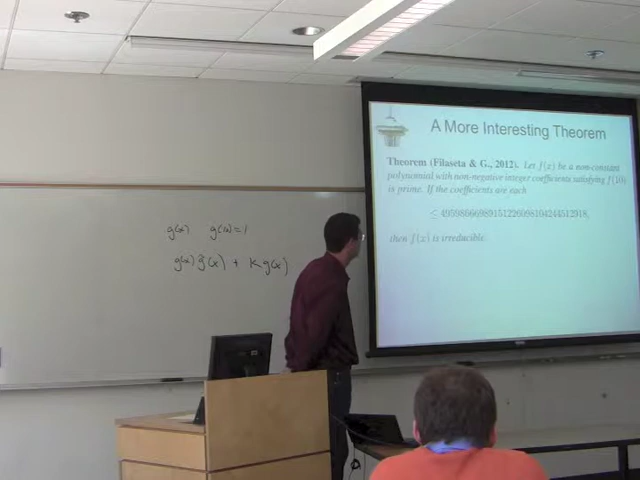 A More Interesting Theorem
Theorem (Filaseta & G., 2012). Let f(x) be a non-constant
polynomial with non-negative integer coefficients satisfying f(10)
is prime. If the coefficients are each
then f(x) is irreducible.
g(x) g(0)=1
g(x) g̃(x) + k g(x)